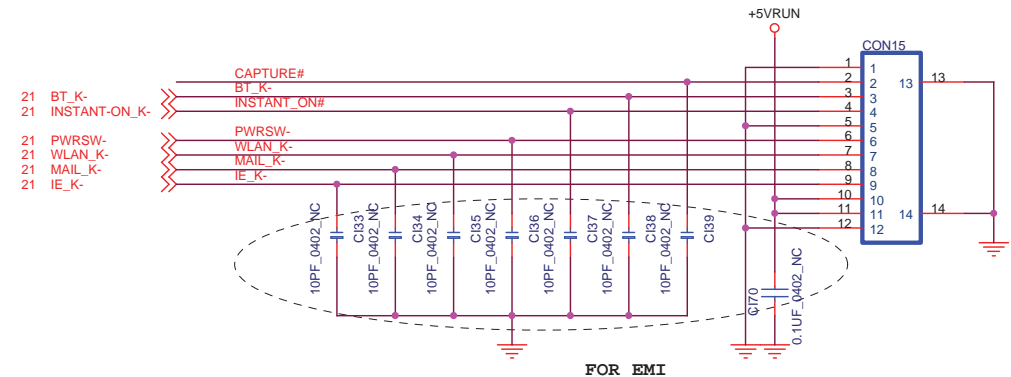 +5VRUN
CON15
CAPTURE#
21 BT_K-
BT_K-
21 INSTANT-ON_K-
INSTANT_ON#
21 PWRSW-
PWRSW-
21 WLAN_K-
WLAN_K-
21 MAIL_K-
MAIL_K-
21 IE_K-
IE_K-
1 1
2 2
3 3
4 4
5 5
6 6
7 7
8 8
9 9
10 10
11 11
12 12
13 13
14 14
10PF_0402_NC
CI33
10PF_0402_NC
CI34
10PF_0402_NC
CI35
10PF_0402_NC
CI36
10PF_0402_NC
CI37
10PF_0402_NC
CI38
10PF_0402_NC
CI39
CI70
0.1UF_0402_NC
FOR EMI